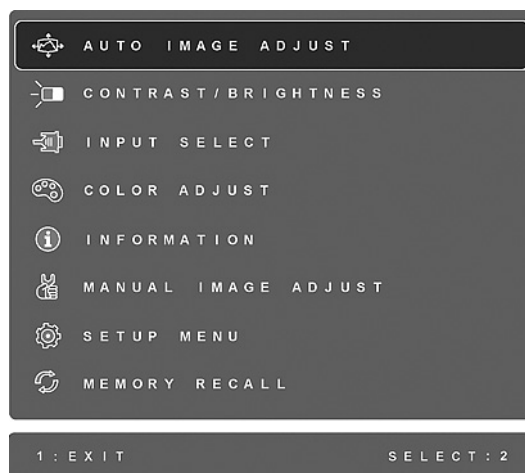 AUTO IMAGE ADJUST
CONTRAST/BRIGHTNESS
INPUT SELECT
COLOR ADJUST
INFORMATION
MANUAL IMAGE ADJUST
SETUP MENU
MEMORY RECALL
1:EXIT SELECT:2